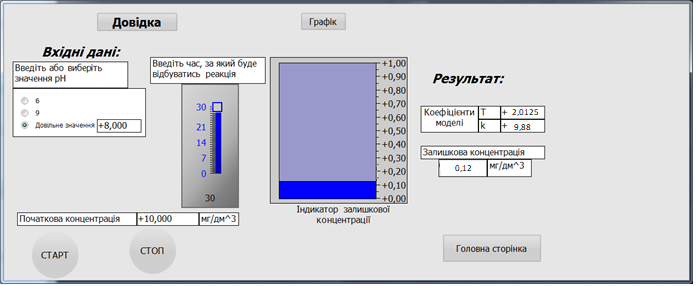 Довідка
Графік
Вхідні дані:
Введіть або виберіть
значення рН
6
9
Довільне значення +8,000
Введіть час, за який буде
відбуватись реакція
30
21
14
7
0
30
+1,00
+0,90
+0,80
+0,70
+0,60
+0,50
+0,40
+0,30
+0,20
+0,10
+0,00
Індикатор залишкової
концентрації
Результат:
Коефіцієнти
моделі
T + 2,0125
k + 9,88
Залишкова концентрація
0,12 мг/дм^3
Початкова концентрація +10,000 мг/дм^3
СТАРТ
СТОП
Головна сторінка